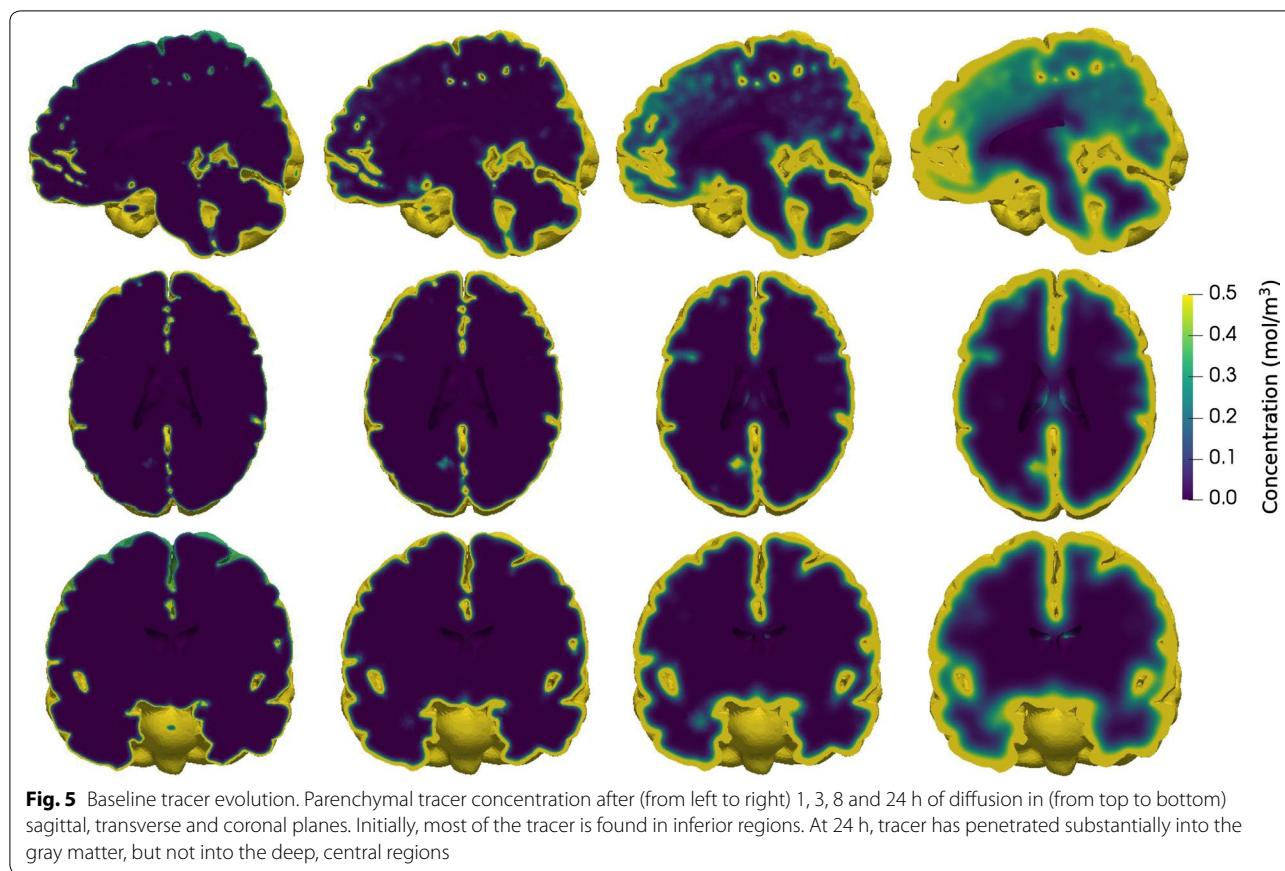 0.5
0.4
0.3
0.2
0.1
0.0
Concentration (mol/m³)
Fig. 5 Baseline tracer evolution. Parenchymal tracer concentration after (from left to right) 1, 3, 8 and 24 h of diffusion in (from top to bottom)
sagittal, transverse and coronal planes. Initially, most of the tracer is found in inferior regions. At 24 h, tracer has penetrated substantially into the
gray matter, but not into the deep, central regions